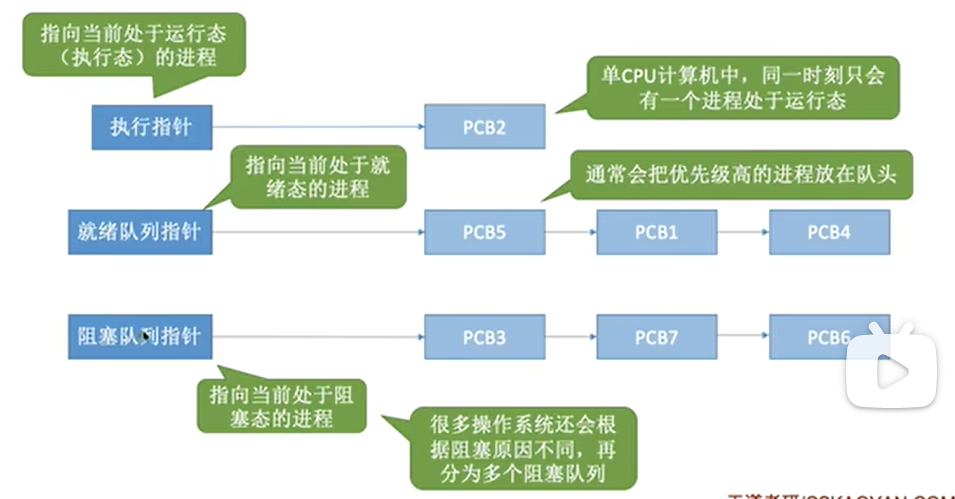 指向当前处于运行态
（执行态）的进程
单CPU计算机中，同一时刻只会
有一个进程处于运行态
执行指针
PCB2
指向当前处于就
绪态的进程
通常会把优先级高的进程放在队头
就绪队列指针
PCB5
PCB1
PCB4
阻塞队列指针
PCB3
PCB7
PCB6
指向当前处于阻
塞态的进程
很多操作系统还会根
据阻塞原因不同，再
分为多个阻塞队列